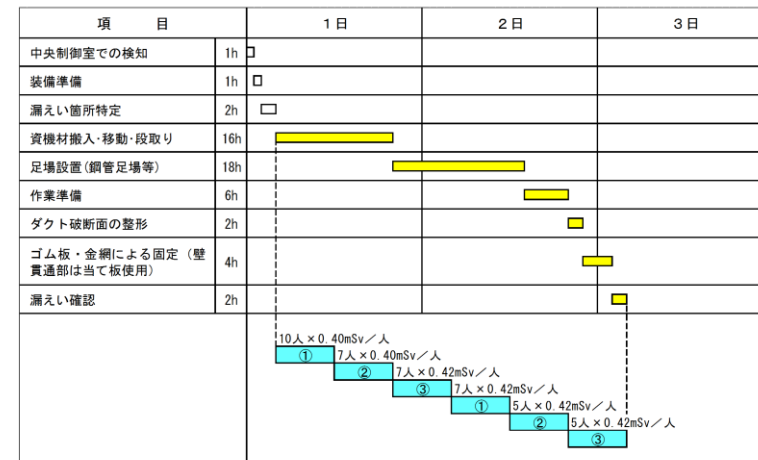 項 目 1日 2日 3日
中央制御室での検知 1h
装備準備 1h
漏えい箇所特定 2h
資機材搬入・移動・段取り 16h
足場設置(鋼管足場等) 18h
作業準備 6h
ダクト破断面の整形 2h
ゴム板・金網による固定(壁
貫通部は当て板使用) 4h
漏えい確認 2h
10人×0.40mSv/人
① 7人×0.40mSv/人
② 7人×0.42mSv/人
③ 7人×0.42mSv/人
① 5人×0.42mSv/人
② 5人×0.42mSv/人
③